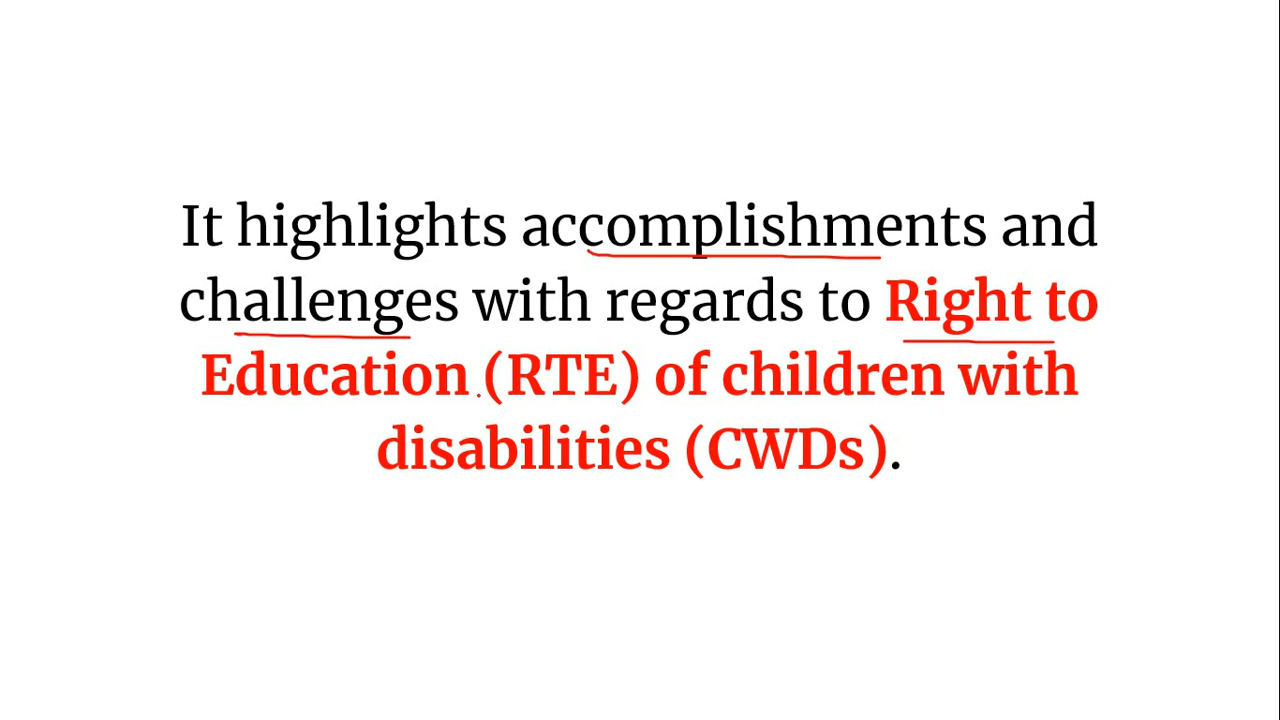 It highlights accomplishments and
challenges with regards to Right to
Education (RTE) of children with
disabilities (CWDs).